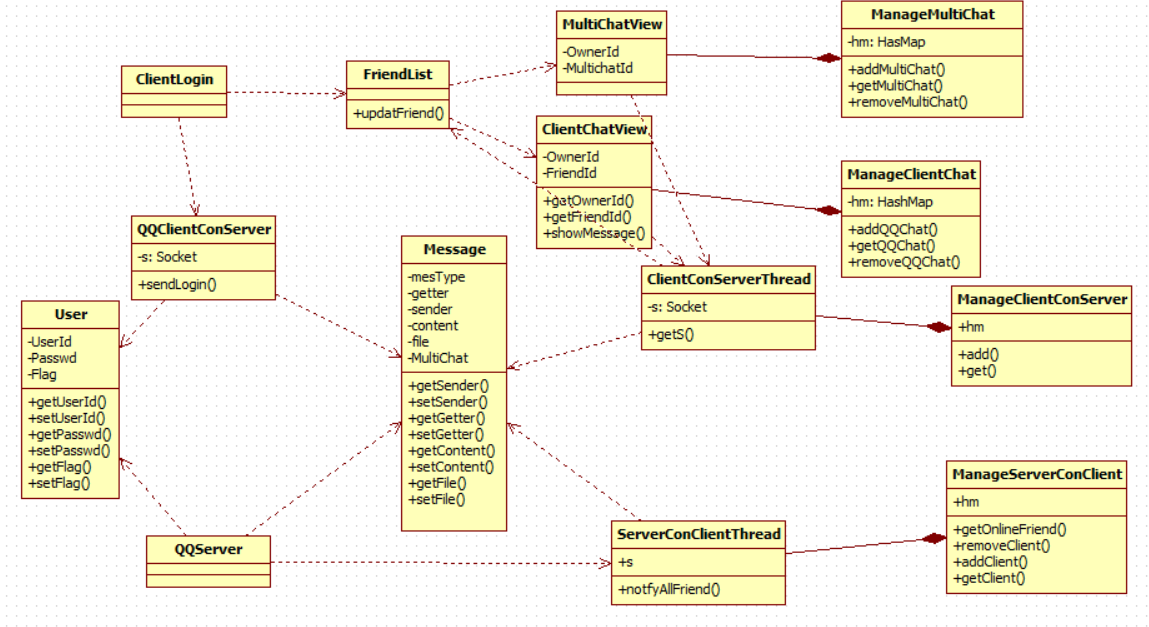 MultiChatView
-OwnerId
-MultichatId
ManageMultiChat
-hm: HasMap
+addMultiChat()
+getMultiChat()
+removeMultiChat()
ClientLogin
FriendList
+updatFriend()
ClientChatView
-OwnerId
-FriendId
+gatOwnerId()
+getFriendId()
+showMessage()
ManageClientChat
-hm: HashMap
+addQQChat()
+getQQChat()
+removeQQChat()
QQClientConServer
-s: Socket
+sendLogin()
Message
-mesType
-getter
-sender
-content
-file
-MultiChat
+getSender()
+setSender()
+getGetter()
+setGetter()
+getContent()
+setContent()
+getFile()
+setFile()
ClientConServerThread
-s: Socket
+getS()
ManageClientConServer
+hm
+add()
+get()
User
-UserId
-Passwd
-Flag
+getUserId()
+setUserId()
+getPasswd()
+setPasswd()
+getFlag()
+setFlag()
QQServer
ServerConClientThread
+s
+notfyAllFriend()
ManageServerConClient
+hm
+getOnlineFriend()
+removeClient()
+addClient()
+getClient()